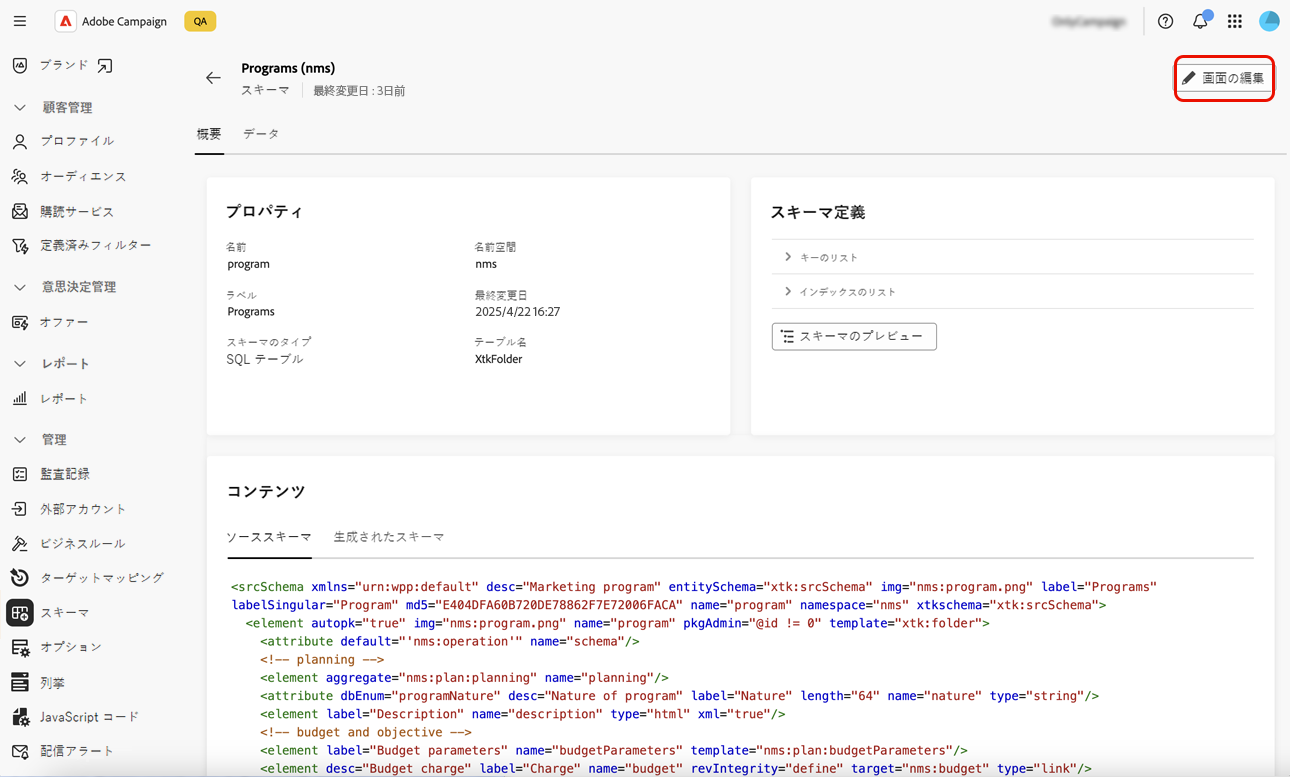 Adobe Campaign QA
ブランド
顧客管理
プロファイル
オーディエンス
購読サービス
定義済みフィルター
意思決定管理
オファー
レポート
レポート
管理
監査記録
外部アカウント
ビジネスルール
ターゲットマッピング
スキーマ
オプション
列挙
JavaScript コード
配信アラート
Programs (nms)
スキーマ 最終変更日 : 3日前
画面の編集
概要 データ
プロパティ
名前 名前空間
program nms
ラベル 最終変更日
Programs 2025/4/22 16:27
スキーマのタイプ テーブル名
SQL テーブル XtkFolder
スキーマ定義
キーのリスト
インデックスのリスト
スキーマのプレビュー
コンテンツ
ソーススキーマ 生成されたスキーマ
<srcSchema xmlns="urn:wpp:default" desc="Marketing program" entitySchema="xtk:srcSchema" img="nms:program.png" label="Programs"
labelSingular="Program" md5="E404DFA60B720DE78862F7E72006FACA" name="program" namespace="nms" xtkschema="xtk:srcSchema">
<element autopk="true" img="nms:program.png" name="program" pkgAdmin="@id != 0" template="xtk:folder">
<attribute default="'nms:operation'" name="schema"/>
<!-- planning -->
<element aggregate="nms:plan:planning" name="planning"/>
<attribute dbEnum="programNature" desc="Nature of program" label="Nature" length="64" name="nature" type="string"/>
<element label="Description" name="description" type="html" xml="true"/>
<!-- budget and objective -->
<element label="Budget parameters" name="budgetParameters" template="nms:plan:budgetParameters"/>
<element desc="Budget charge" label="Charge" name="budget" revIntegrity="define" target="nms:budget" type="link"/>